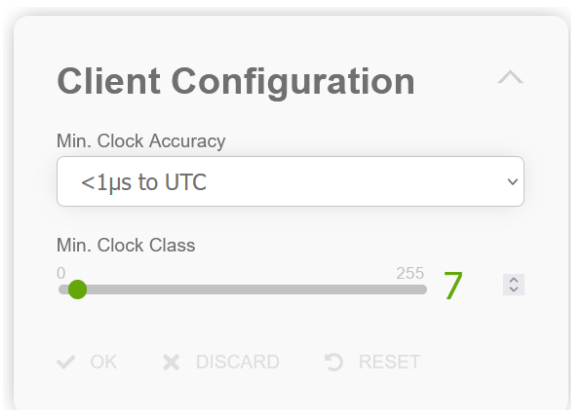 Client Configuration
Min. Clock Accuracy
<1µs to UTC
Min. Clock Class
0 255 7
OK DISCARD RESET